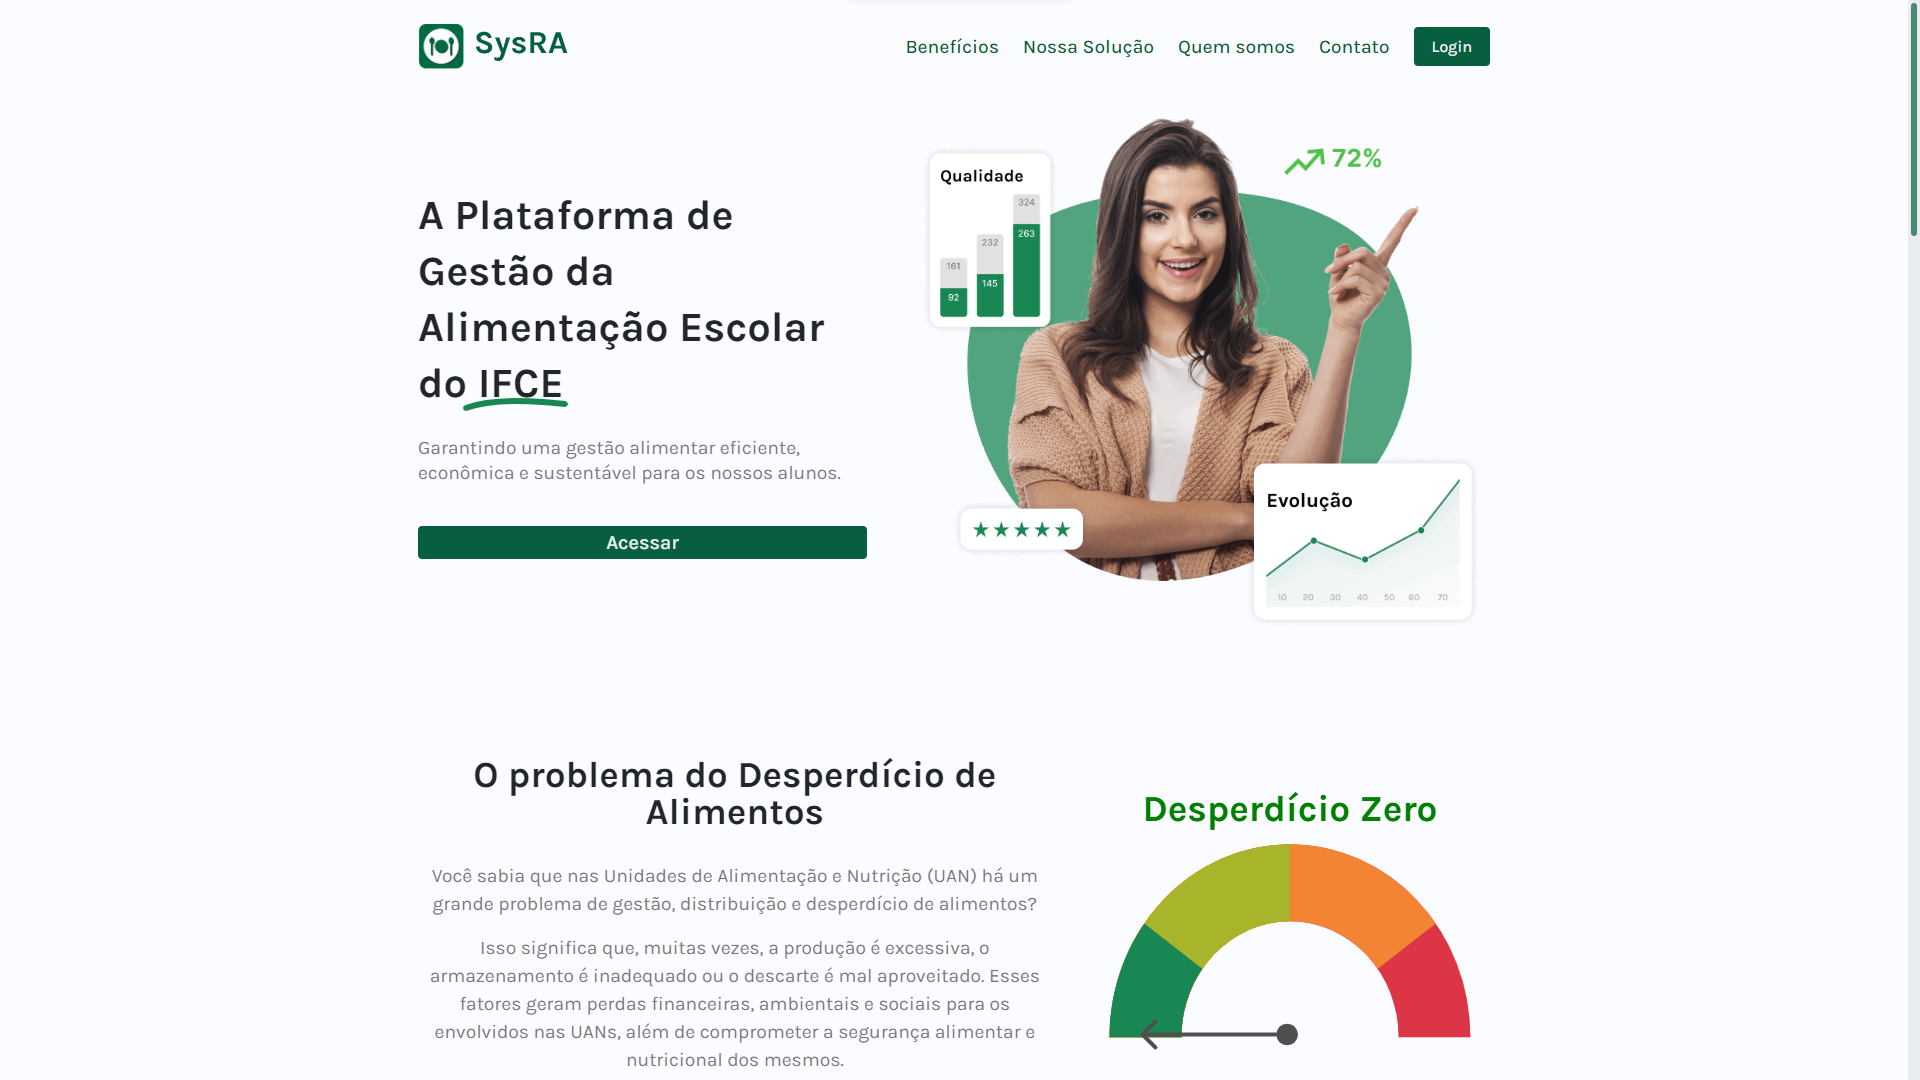 SysRA
Benefícios
Nossa Solução
Quem somos
Contato
Login
A Plataforma de
Gestão da
Alimentação Escolar
do IFCE
Garantindo uma gestão alimentar eficiente,
econômica e sustentável para os nossos alunos.
Acessar
Qualidade
324
263
232
145
161
92
72%
Evolução
10 20 30 40 50 60 70
O problema do Desperdício de
Alimentos
Você sabia que nas Unidades de Alimentação e Nutrição (UAN) há um
grande problema de gestão, distribuição e desperdício de alimentos?
Isso significa que, muitas vezes, a produção é excessiva, o
armazenamento é inadequado ou o descarte é mal aproveitado. Esses
fatores geram perdas financeiras, ambientais e sociais para os
envolvidos nas UANs, além de comprometer a segurança alimentar e
nutricional dos mesmos.
Desperdício Zero